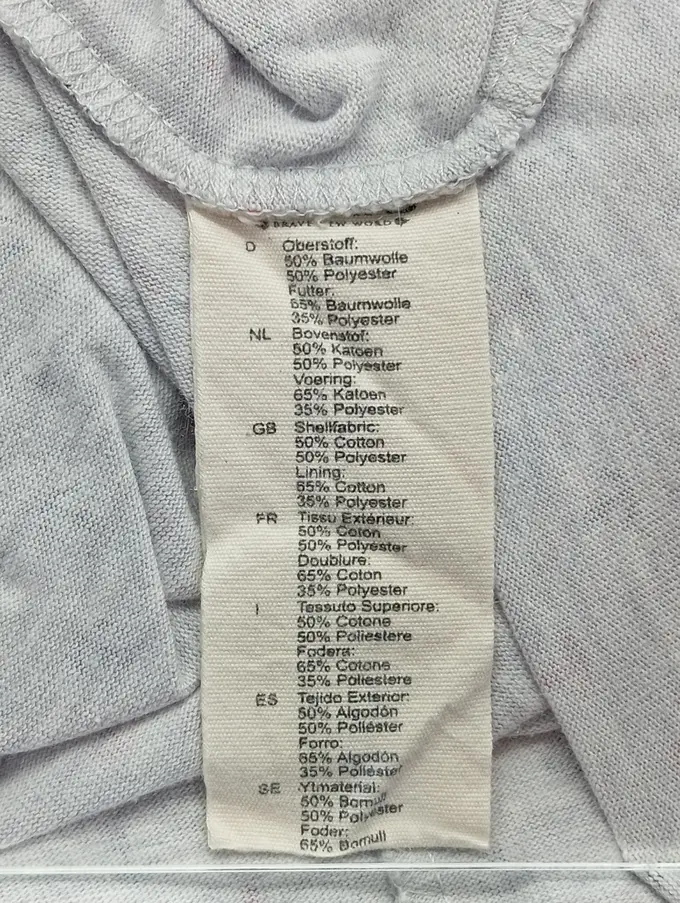 BRAVE NEW WORLD
D Oberstoff:
50% Baumwolle
50% Polyester
Futter:
65% Baumwolle
35% Polyester
NL Bovenstof:
50% Katoen
50% Polyester
Voering:
65% Katoen
35% Polyester
GB Shellfabric:
50% Cotton
50% Polyester
Lining:
65% Cotton
35% Polyester
FR Tissu Extérieur:
50% Coton
50% Polyester
Doublure:
65% Coton
35% Polyester
I Tessuto Superiore:
50% Cotone
50% Poliestere
Fodera:
65% Cotone
35% Poliestere
ES Tejido Exterior:
50% Algodón
50% Poliéster
Forro:
65% Algodón
35% Poliéster
SE Ytmaterial:
50% Bomull
50% Polyester
Foder:
65% Bomull